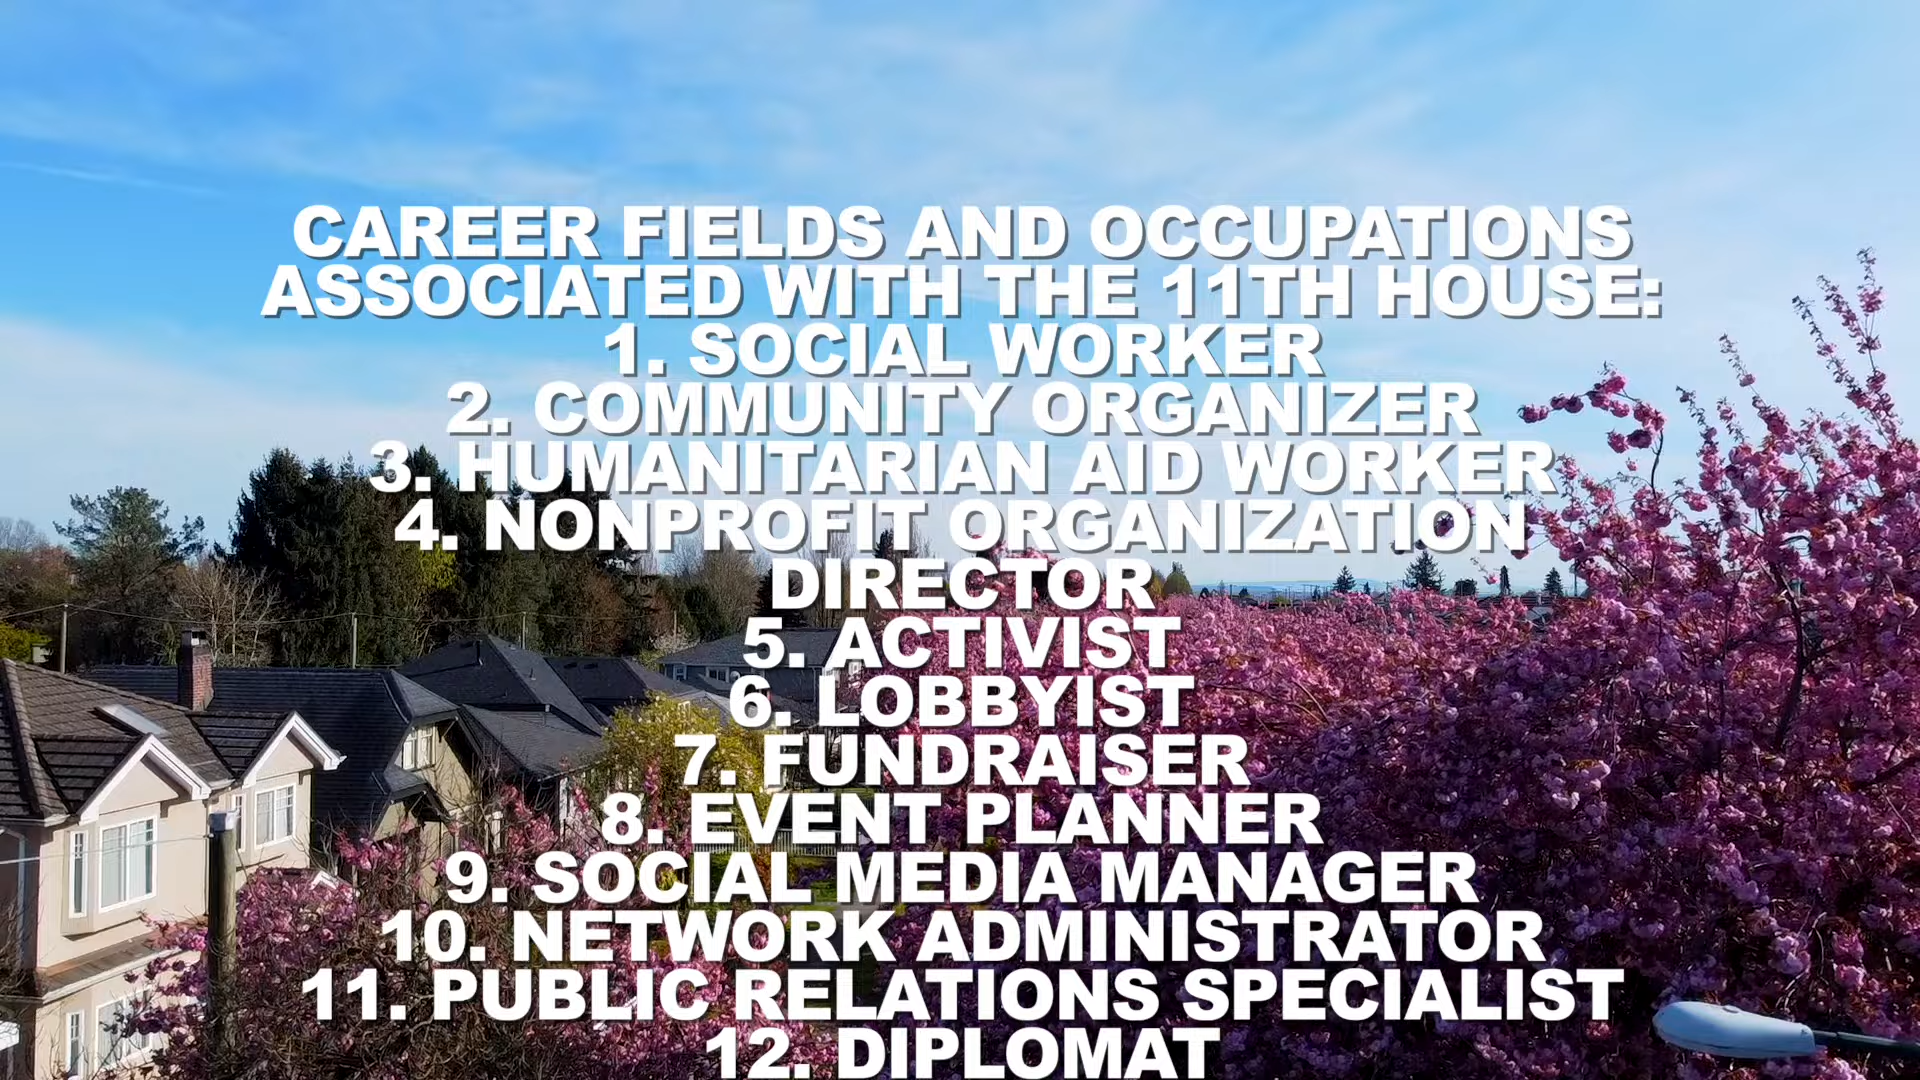 CAREER FIELDS AND OCCUPATIONS
ASSOCIATED WITH THE 11TH HOUSE:
1. SOCIAL WORKER
2. COMMUNITY ORGANIZER
3. HUMANITARIAN AID WORKER
4. NONPROFIT ORGANIZATION
DIRECTOR
5. ACTIVIST
6. LOBBYIST
7. FUNDRAISER
8. EVENT PLANNER
9. SOCIAL MEDIA MANAGER
10. NETWORK ADMINISTRATOR
11. PUBLIC RELATIONS SPECIALIST
12. DIPLOMAT